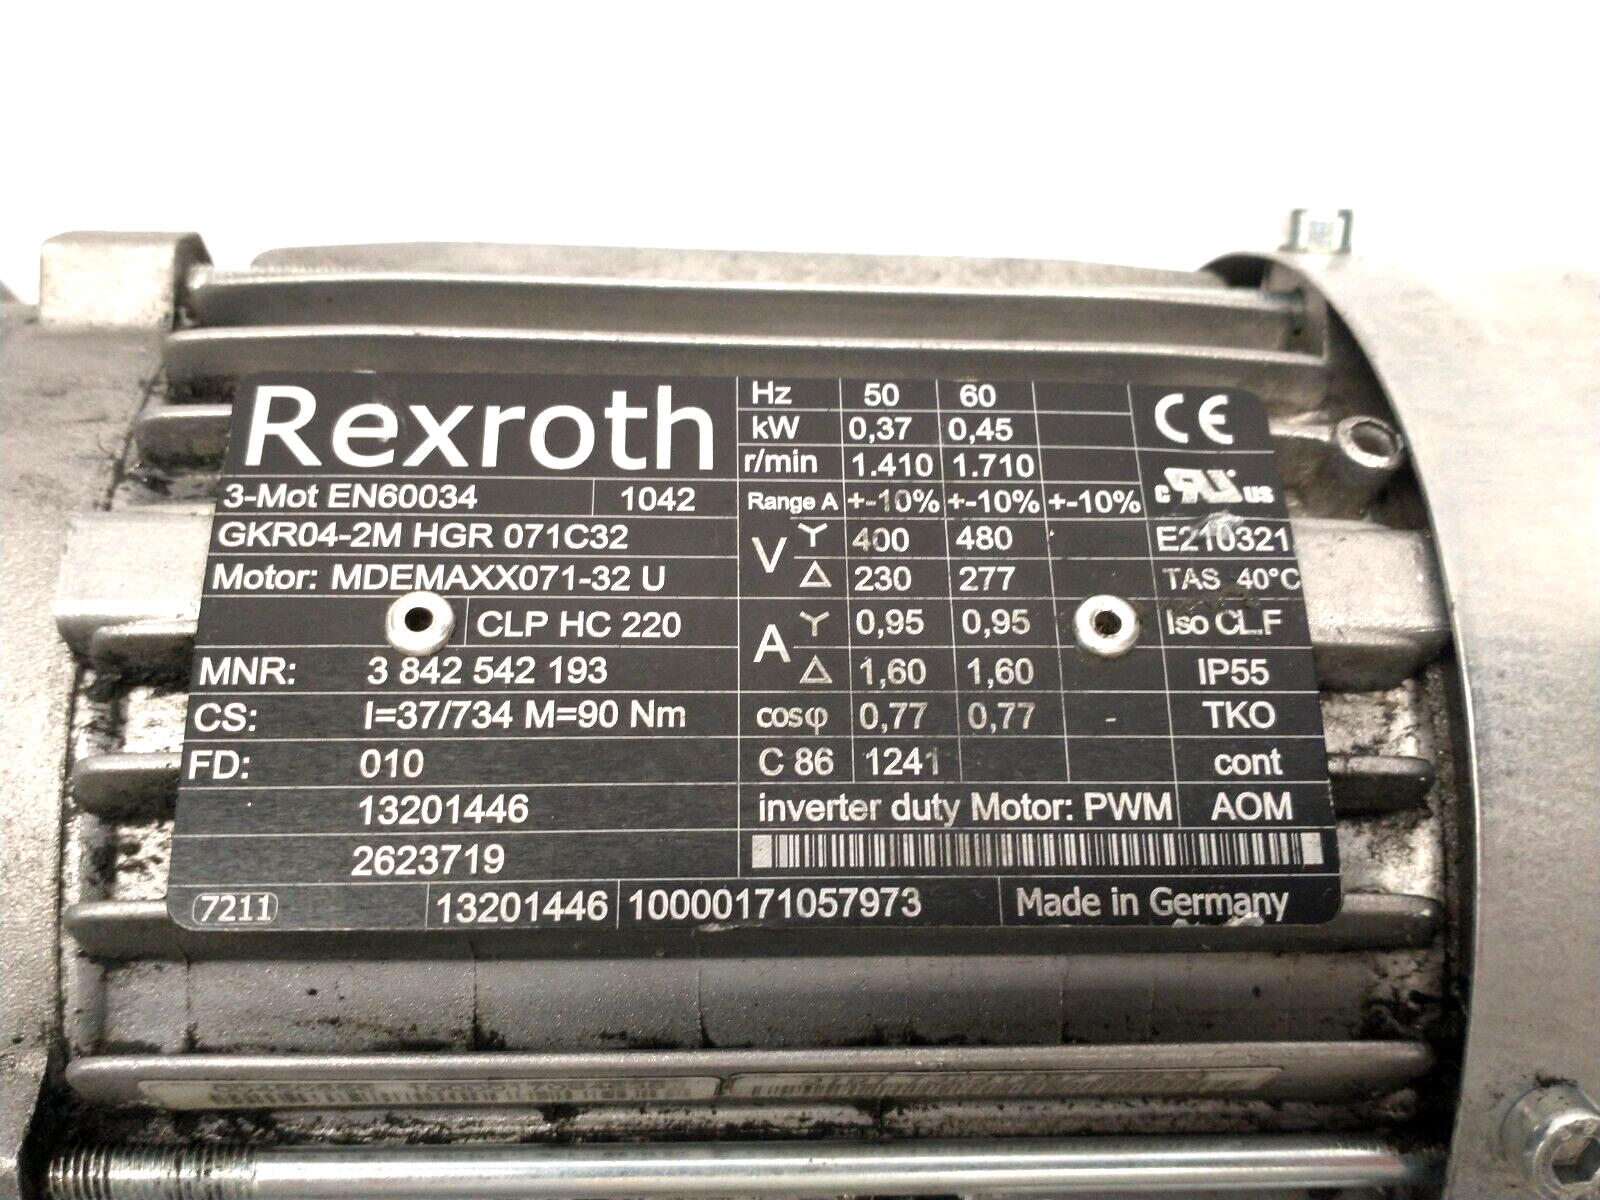 Rexroth
3-Mot EN60034 1042
GKR04-2M HGR 071C32
Motor: MDEMAXX071-32 U
CLP HC 220
MNR: 3 842 542 193
CS: I=37/734 M=90 Nm
FD: 010
13201446
2623719
7211 13201446 10000171057973 Made in Germany
Hz 50 60
kW 0,37 0,45
r/min 1.410 1.710
Range A +-10% +-10% +-10%
V Y 400 480
△ 230 277
A Y 0,95 0,95
△ 1,60 1,60
cosφ 0,77 0,77 -
C 86 1241
inverter duty Motor: PWM
CE
c UR us
E210321
TAS 40°C
Iso CL.F
IP55
TKO
cont
AOM